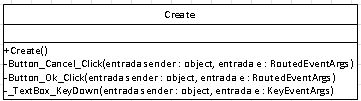 Create
+Create()
-Button_Cancel_Click(entrada sender : object, entrada e : RoutedEventArgs)
-Button_Ok_Click(entrada sender : object, entrada e : RoutedEventArgs)
-_TextBox_KeyDown(entrada sender : object, entrada e : KeyEventArgs)